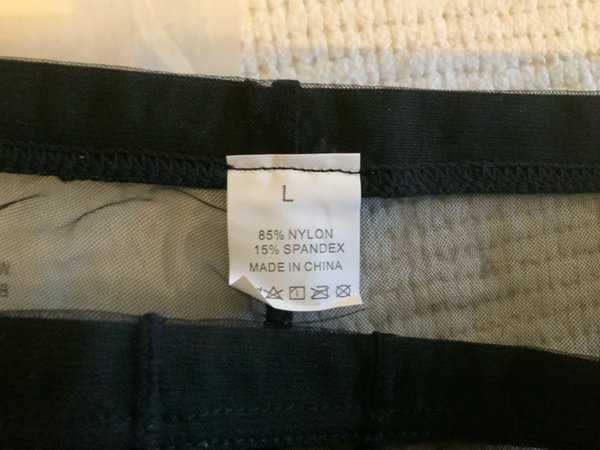 L
85% NYLON
15% SPANDEX
MADE IN CHINA